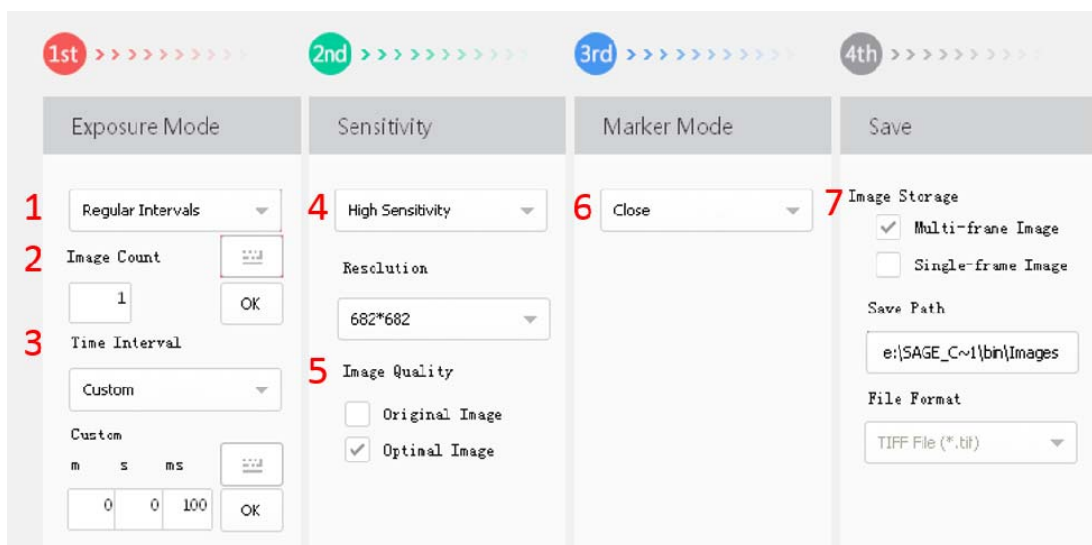 1st
Exposure Mode
1
Regular Intervals
2
Image Count
1
OK
3
Time Interval
Custom
Custom
m s ms
0 0 100
OK
2nd
Sensitivity
4
High Sensitivity
Resolution
682*682
5
Image Quality
Original Image
Optimal Image
3rd
Marker Mode
6
Close
4th
Save
7
Image Storage
Multi-frane Image
Single-frame Image
Save Path
e:\SAGE_C~1\bin\Images
File Format
TIFF File (*.tif)